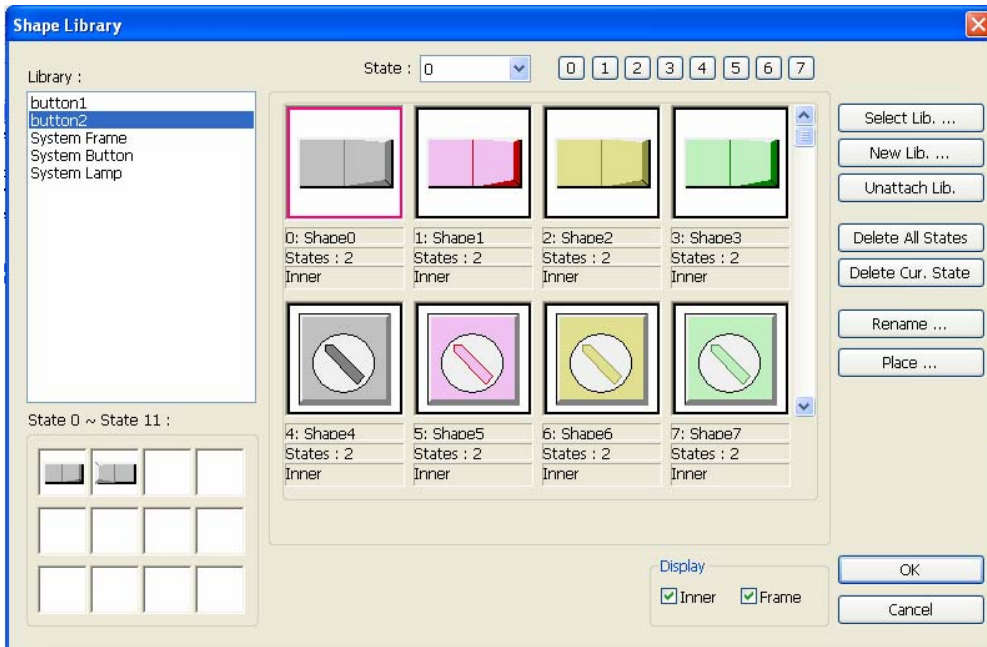 Shape Library
Library :
State : 0
0 1 2 3 4 5 6 7
button1
button2
System Frame
System Button
System Lamp
0: Shape0
1: Shape1
2: Shape2
3: Shape3
States : 2
States : 2
States : 2
States : 2
Inner
Inner
Inner
Inner
4: Shape4
5: Shape5
6: Shape6
7: Shape7
States : 2
States : 2
States : 2
States : 2
Inner
Inner
Inner
Inner
State 0 ~ State 11 :
Select Lib. ...
New Lib. ...
Unattach Lib.
Delete All States
Delete Cur. State
Rename ...
Place ...
Display
Inner
Frame
OK
Cancel